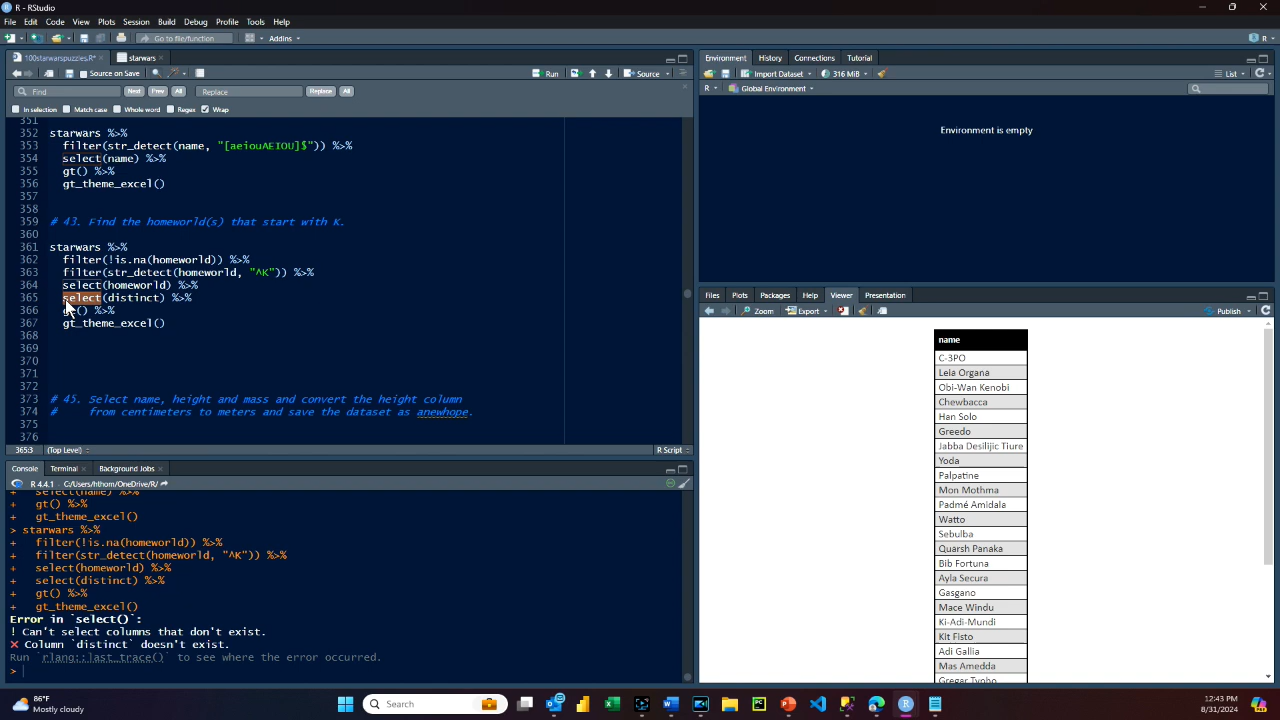 R - RStudio
File Edit Code View Plots Session Build Debug Profile Tools Help
Go to file/function Addins R
100starwarspuzzles.R* starwars
Source on Save Run Source
Find Next Prev All Replace Replace All
In selection Match case Whole word Regex Wrap
351
352 starwars %>%
353 filter(str_detect(name, "[aeiouAEIOU]$")) %>%
354 select(name) %>%
355 gt() %>%
356 gt_theme_excel()
357
358
359 # 43. Find the homeworld(s) that start with K.
360
361 starwars %>%
362 filter(!is.na(homeworld)) %>%
363 filter(str_detect(homeworld, "^K")) %>%
364 select(homeworld) %>%
365 select(distinct) %>%
366 gt() %>%
367 gt_theme_excel()
368
369
370
371
372
373 # 45. Select name, height and mass and convert the height column
374 # from centimeters to meters and save the dataset as anewhope.
375
376
365:3 (Top Level) R Script
Console Terminal Background Jobs
R 4.4.1 · C:/Users/hthom/OneDrive/R/
+ select(name) %>%
+ gt() %>%
+ gt_theme_excel()
> starwars %>%
+ filter(!is.na(homeworld)) %>%
+ filter(str_detect(homeworld, "^K")) %>%
+ select(homeworld) %>%
+ select(distinct) %>%
+ gt() %>%
+ gt_theme_excel()
Error in `select()`:
! Can't select columns that don't exist.
✖ Column `distinct` doesn't exist.
Run `rlang::last_trace()` to see where the error occurred.
>
Environment History Connections Tutorial
Import Dataset 316 MiB List
R Global Environment
Environment is empty
Files Plots Packages Help Viewer Presentation
Zoom Export Publish
name
C-3PO
Leia Organa
Obi-Wan Kenobi
Chewbacca
Han Solo
Greedo
Jabba Desilijic Tiure
Yoda
Palpatine
Mon Mothma
Padmé Amidala
Watto
Sebulba
Quarsh Panaka
Bib Fortuna
Ayla Secura
Gasgano
Mace Windu
Ki-Adi-Mundi
Kit Fisto
Adi Gallia
Mas Amedda
Gregar Typho
86°F
Mostly cloudy
Search
12:43 PM
8/31/2024